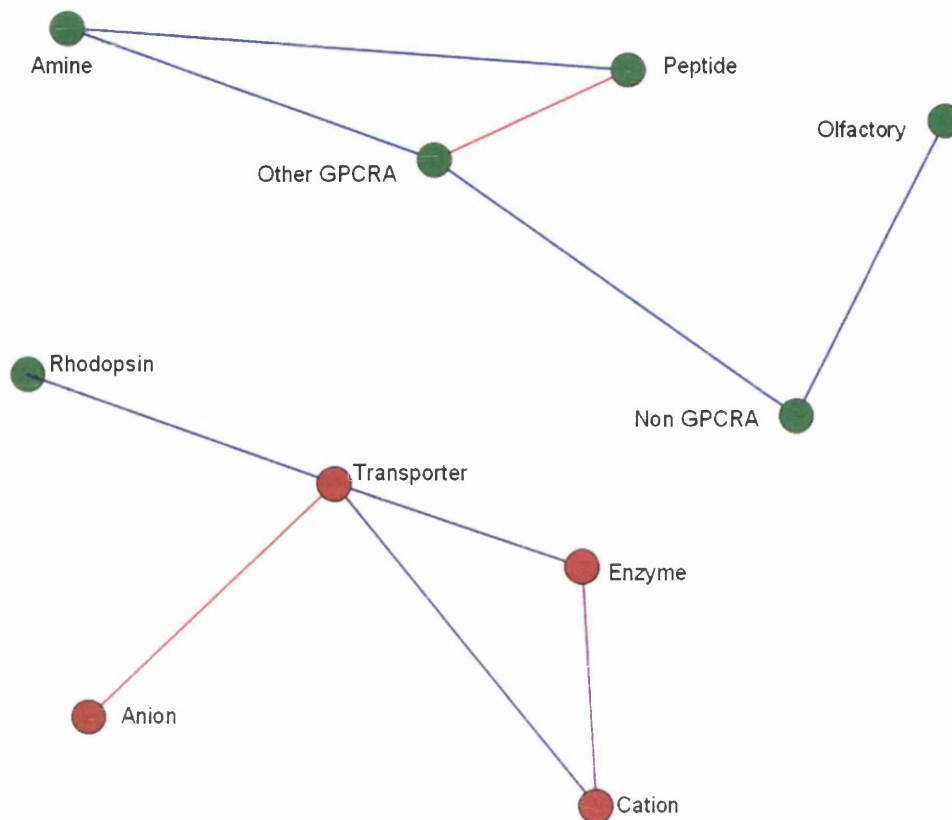 Amine
Peptide
Olfactory
Other GPCRA
Rhodopsin
Non GPCRA
Transporter
Enzyme
Anion
Cation